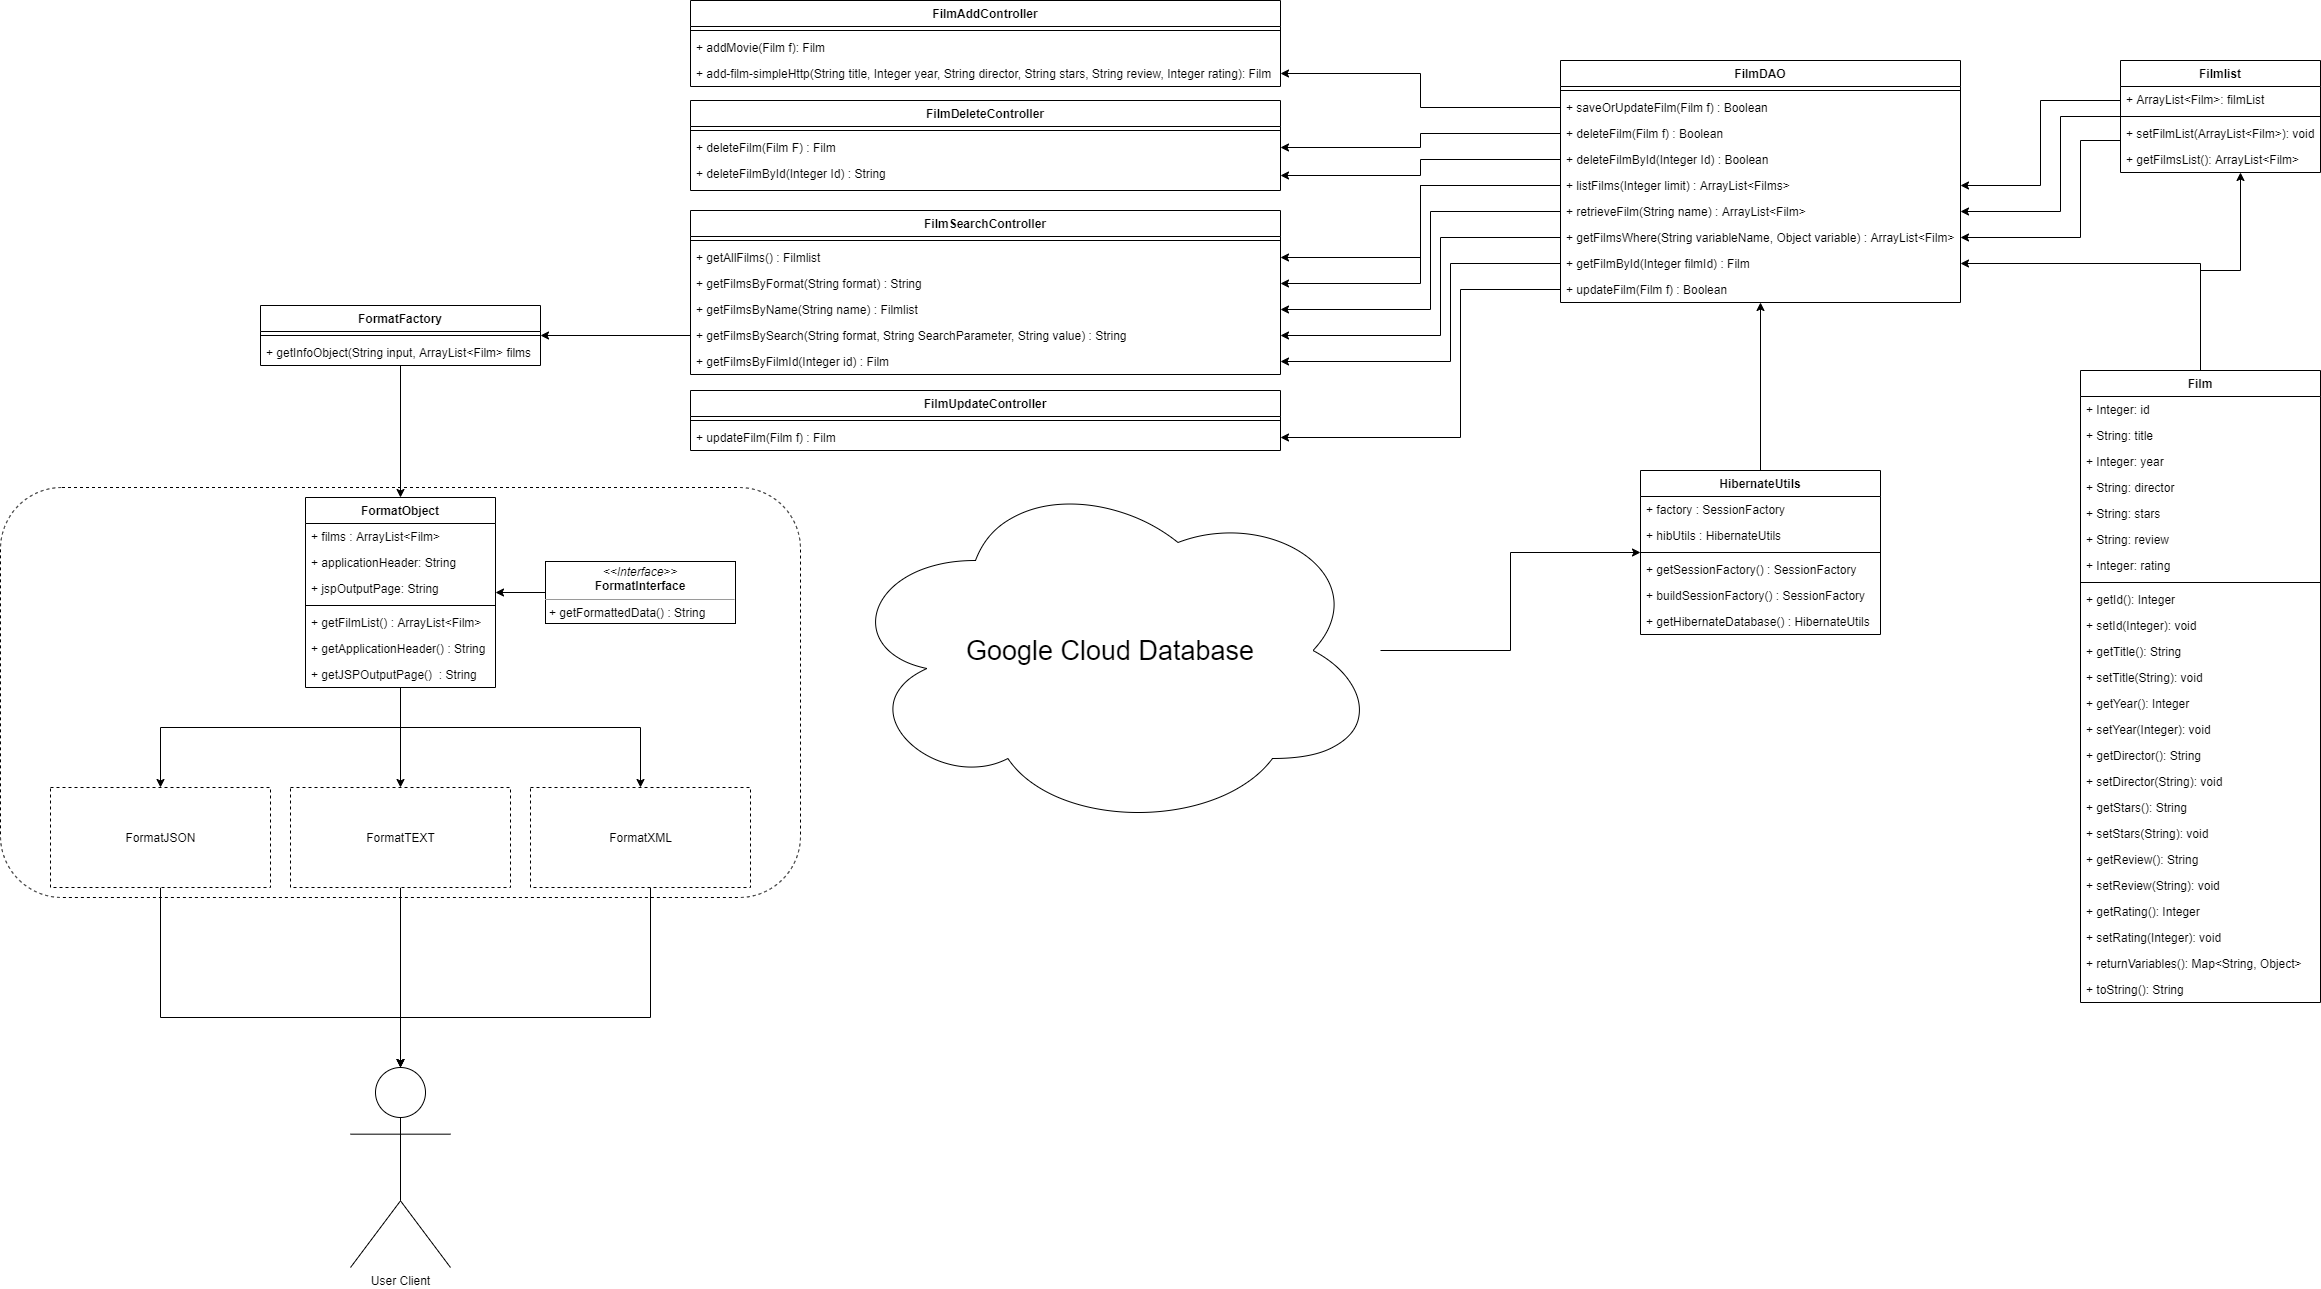 FilmAddController
+ addMovie(Film f): Film
+ add-film-simpleHttp(String title, Integer year, String director, String stars, String review, Integer rating): Film
FilmDeleteController
+ deleteFilm(Film F) : Film
+ deleteFilmById(Integer Id) : String
FilmSearchController
+ getAllFilms() : Filmlist
+ getFilmsByFormat(String format) : String
+ getFilmsByName(String name) : Filmlist
+ getFilmsBySearch(String format, String SearchParameter, String value) : String
+ getFilmsByFilmId(Integer id) : Film
FilmUpdateController
+ updateFilm(Film f) : Film
FilmDAO
+ saveOrUpdateFilm(Film f) : Boolean
+ deleteFilm(Film f) : Boolean
+ deleteFilmById(Integer Id) : Boolean
+ listFilms(Integer limit) : ArrayList<Films>
+ retrieveFilm(String name) : ArrayList<Film>
+ getFilmsWhere(String variableName, Object variable) : ArrayList<Film>
+ getFilmById(Integer filmId) : Film
+ updateFilm(Film f) : Boolean
Filmlist
+ ArrayList<Film>: filmList
+ setFilmList(ArrayList<Film>): void
+ getFilmsList(): ArrayList<Film>
FormatFactory
+ getInfoObject(String input, ArrayList<Film> films
FormatObject
+ films : ArrayList<Film>
+ applicationHeader: String
+ jspOutputPage: String
+ getFilmList() : ArrayList<Film>
+ getApplicationHeader() : String
+ getJSPOutputPage() : String
<<Interface>>
FormatInterface
+ getFormattedData() : String
FormatJSON
FormatTEXT
FormatXML
User Client
Google Cloud Database
HibernateUtils
+ factory : SessionFactory
+ hibUtils : HibernateUtils
+ getSessionFactory() : SessionFactory
+ buildSessionFactory() : SessionFactory
+ getHibernateDatabase() : HibernateUtils
Film
+ Integer: id
+ String: title
+ Integer: year
+ String: director
+ String: stars
+ String: review
+ Integer: rating
+ getId(): Integer
+ setId(Integer): void
+ getTitle(): String
+ setTitle(String): void
+ getYear(): Integer
+ setYear(Integer): void
+ getDirector(): String
+ setDirector(String): void
+ getStars(): String
+ setStars(String): void
+ getReview(): String
+ setReview(String): void
+ getRating(): Integer
+ setRating(Integer): void
+ returnVariables(): Map<String, Object>
+ toString(): String